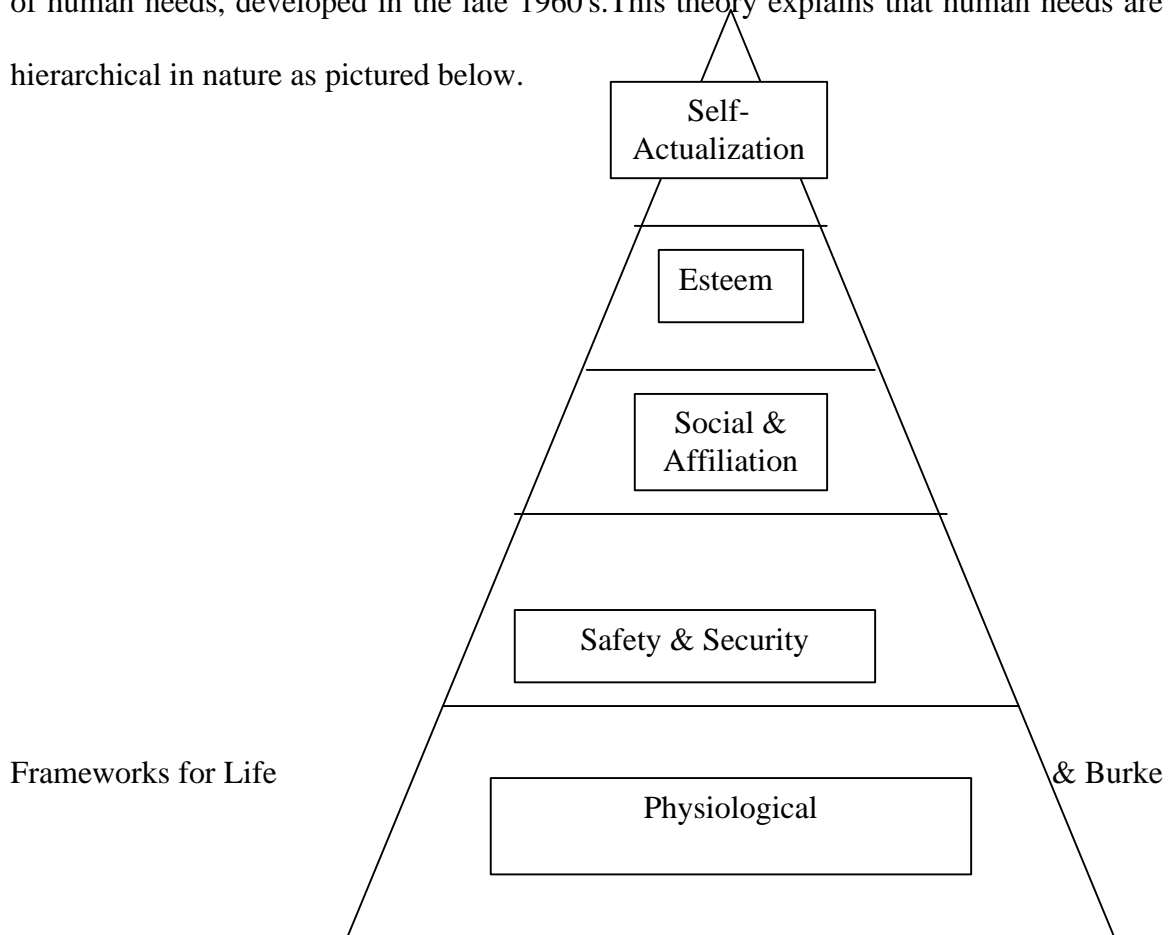 of human needs, developed in the late 1960's.This theory explains that human needs are
hierarchical in nature as pictured below.
Self-
Actualization
Esteem
Social &
Affiliation
Safety & Security
Frameworks for Life & Burke
Physiological